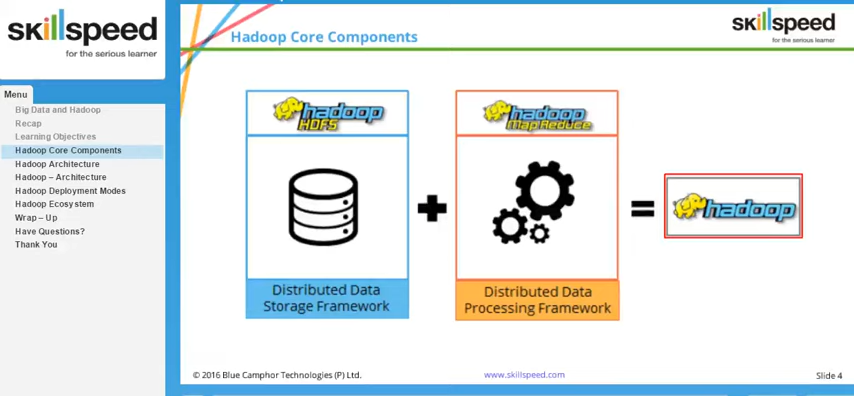 skillspeed
for the serious learner
Menu
Big Data and Hadoop
Recap
Learning Objectives
Hadoop Core Components
Hadoop Architecture
Hadoop – Architecture
Hadoop Deployment Modes
Hadoop Ecosystem
Wrap – Up
Have Questions?
Thank You
Hadoop Core Components
skillspeed
for the serious learner
hadoop
HDFS
hadoop
MapReduce
hadoop
Distributed Data
Storage Framework
Distributed Data
Processing Framework
© 2016 Blue Camphor Technologies (P) Ltd.
www.skillspeed.com
Slide 4